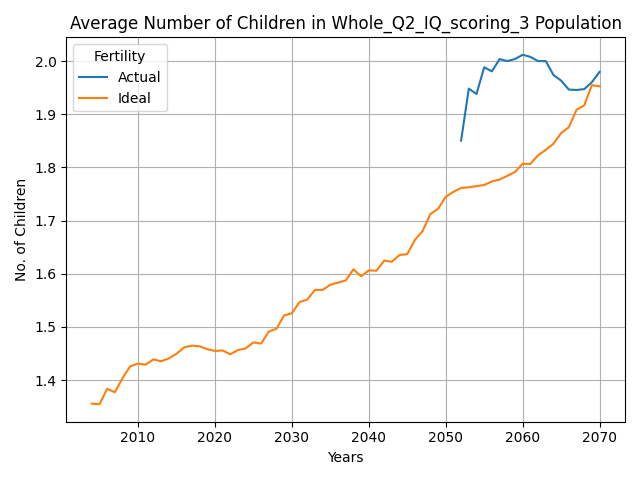 Average Number of Children in Whole_Q2_IQ_scoring_3 Population
Fertility
Actual
Ideal
No. of Children
2.0
1.9
1.8
1.7
1.6
1.5
1.4
2010 2020 2030 2040 2050 2060 2070
Years